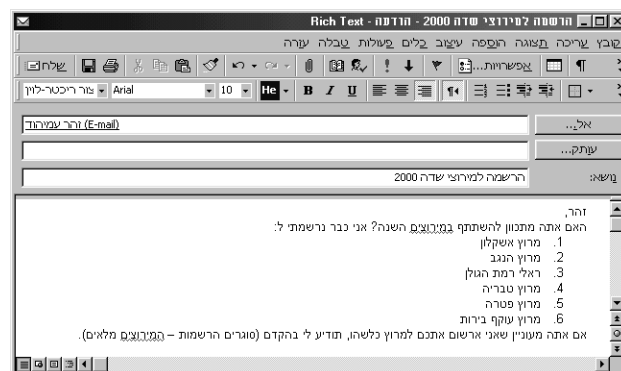 הרשמה למירוצי שדה 2000 - הודעה - Rich Text
קובץ עריכה תצוגה הוספה עיצוב כלים פעולות טבלה עזרה
שלח אפשרויות...
צור ריכטר-לוין Arial 10 He B I U
אל... זהר עמיהוד (E-mail)
עותק...
נושא: הרשמה למירוצי שדה 2000
זהר,
האם אתה מתכוון להשתתף במירוצים השנה? אני כבר נרשמתי ל:
1. מרוץ אשקלון
2. מרוץ הנגב
3. ראלי רמת הגולן
4. מרוץ טבריה
5. מרוץ פטרה
6. מרוץ עוקף בירות
אם אתה מעוניין שאני ארשום אתכם למרוץ כלשהו, תודיע לי בהקדם (סוגרים הרשמות – המירוצים מלאים).